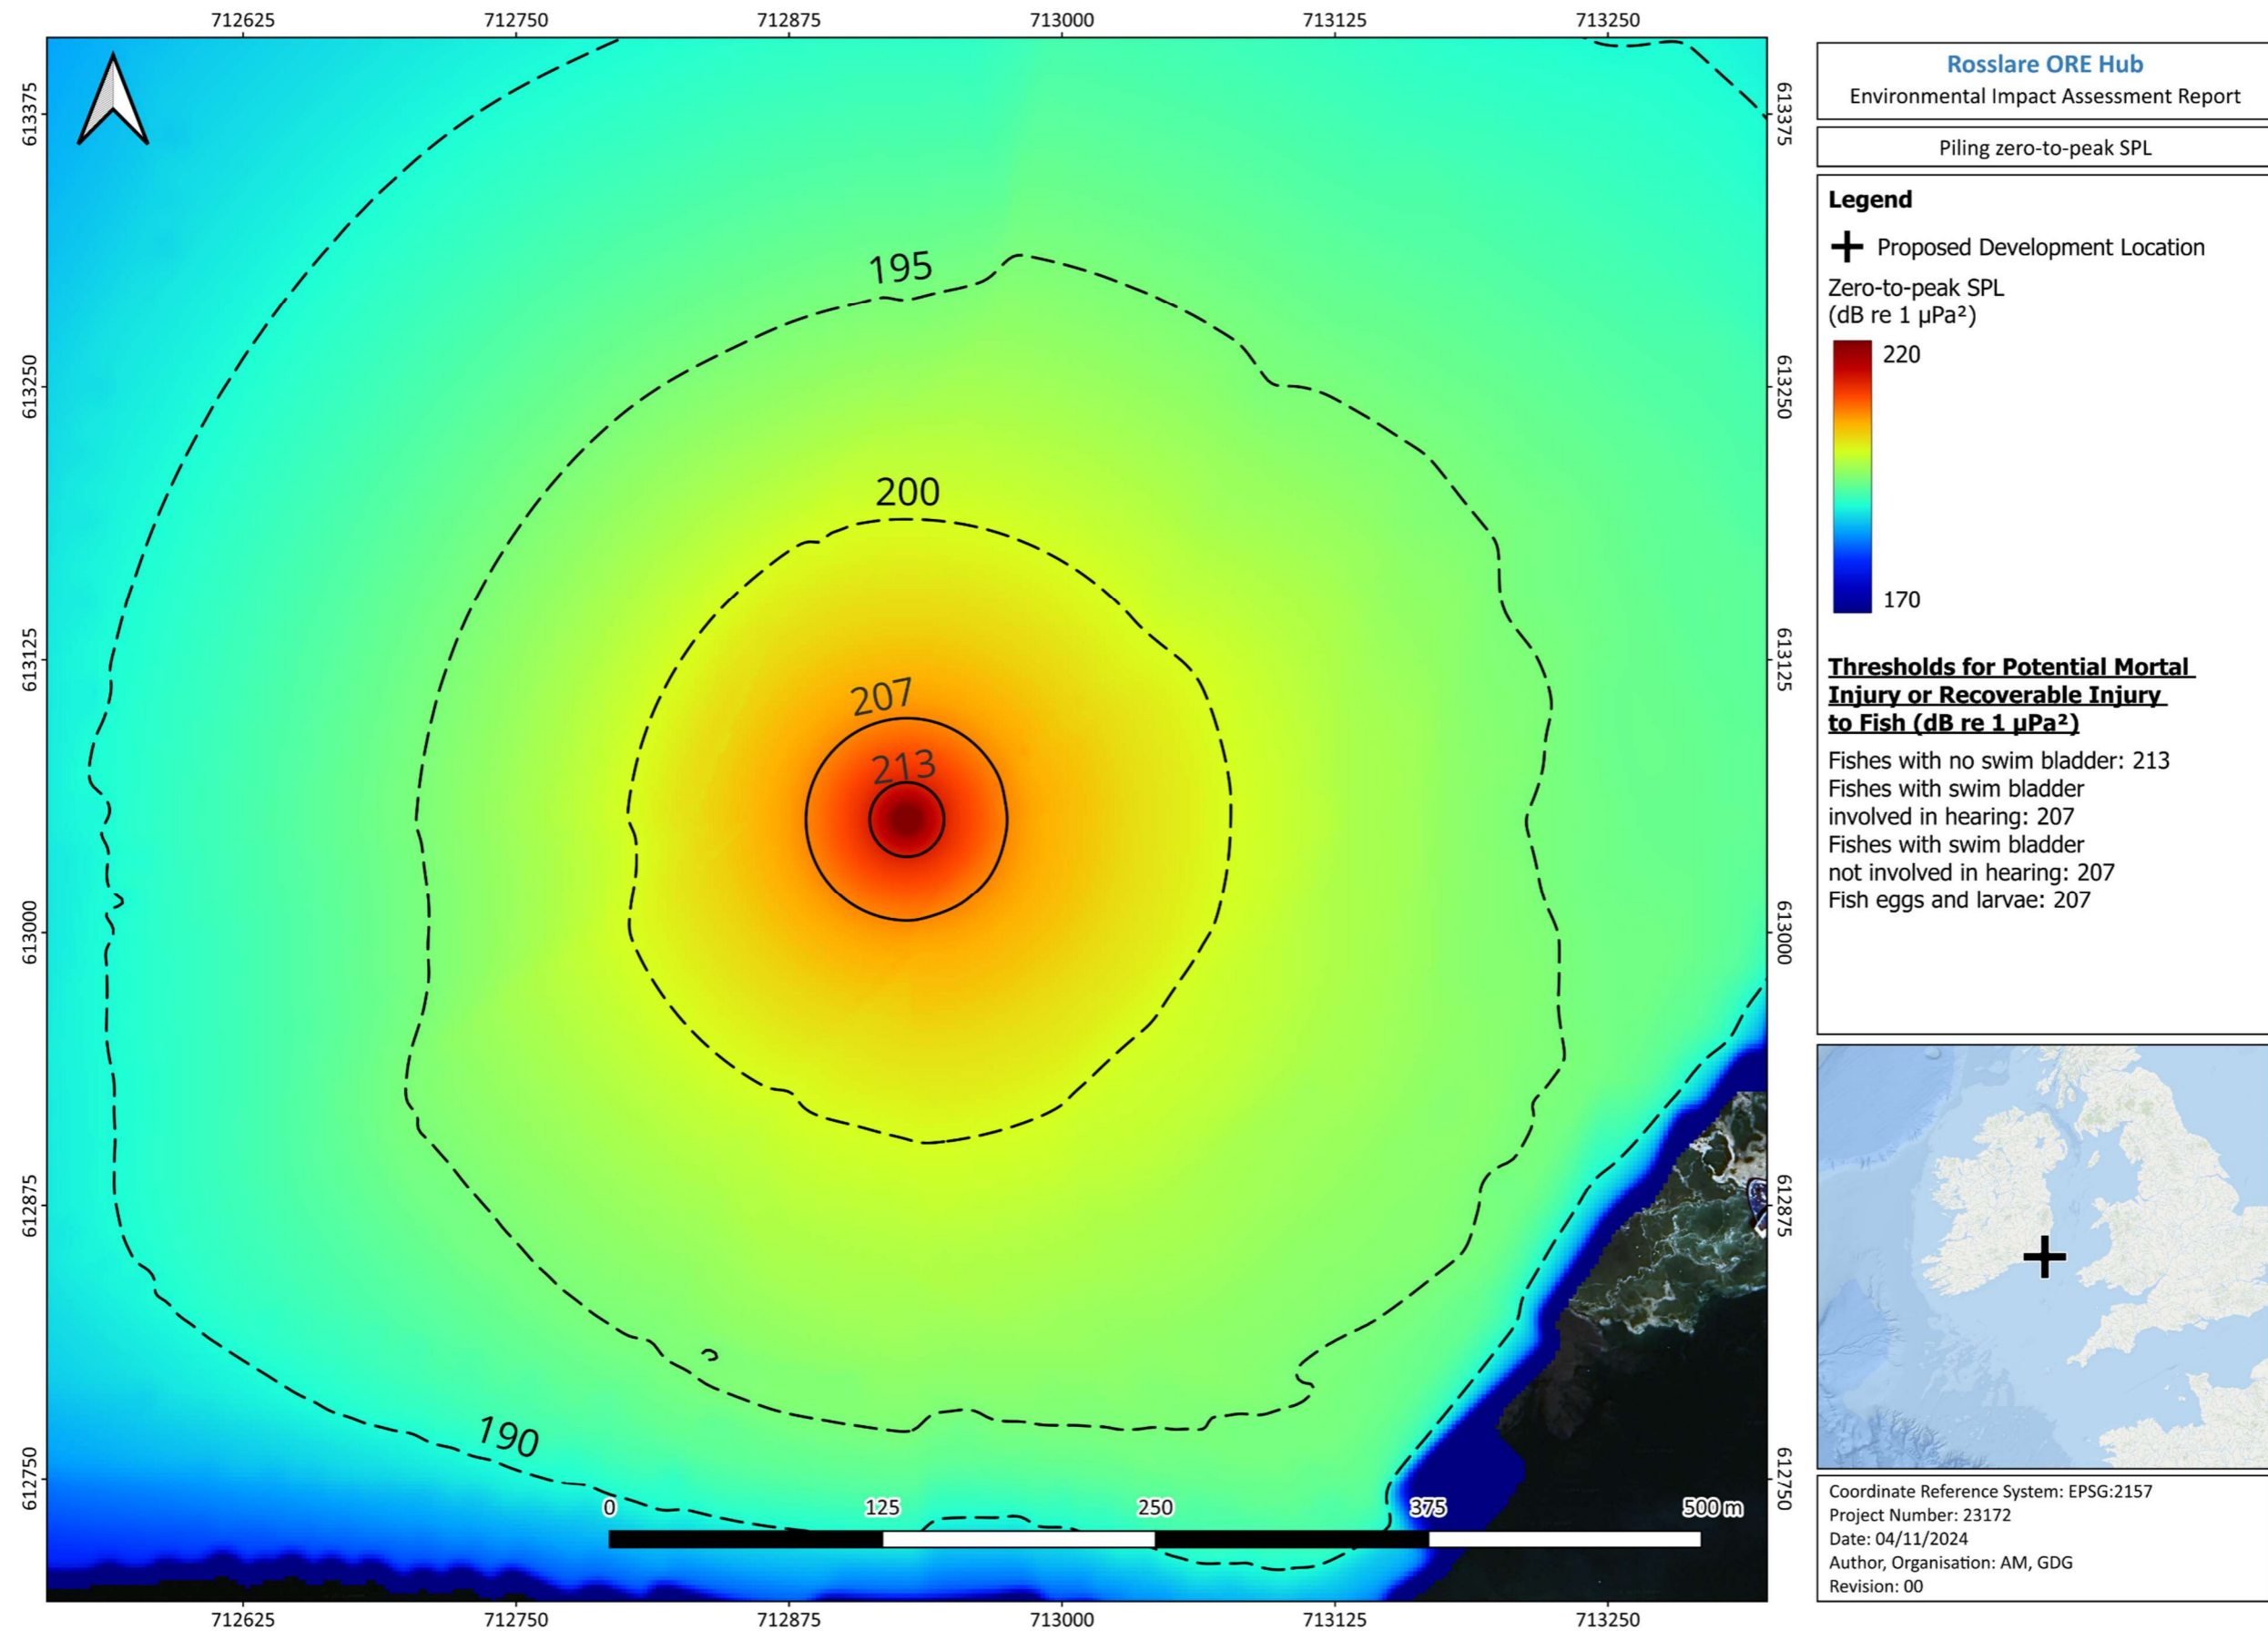 712625 712750 712875 713000 713125 713250
613375
613250
613125
613000
612875
612750
195
200
207
213
190
0 125 250 375 500 m
613375
613250
613125
613000
612875
612750
712625 712750 712875 713000 713125 713250
Rosslare ORE Hub
Environmental Impact Assessment Report
Piling zero-to-peak SPL
Legend
Proposed Development Location
Zero-to-peak SPL
(dB re 1 µPa²)
220
170
Thresholds for Potential Mortal
Injury or Recoverable Injury
to Fish (dB re 1 µPa²)
Fishes with no swim bladder: 213
Fishes with swim bladder
involved in hearing: 207
Fishes with swim bladder
not involved in hearing: 207
Fish eggs and larvae: 207
Coordinate Reference System: EPSG:2157
Project Number: 23172
Date: 04/11/2024
Author, Organisation: AM, GDG
Revision: 00